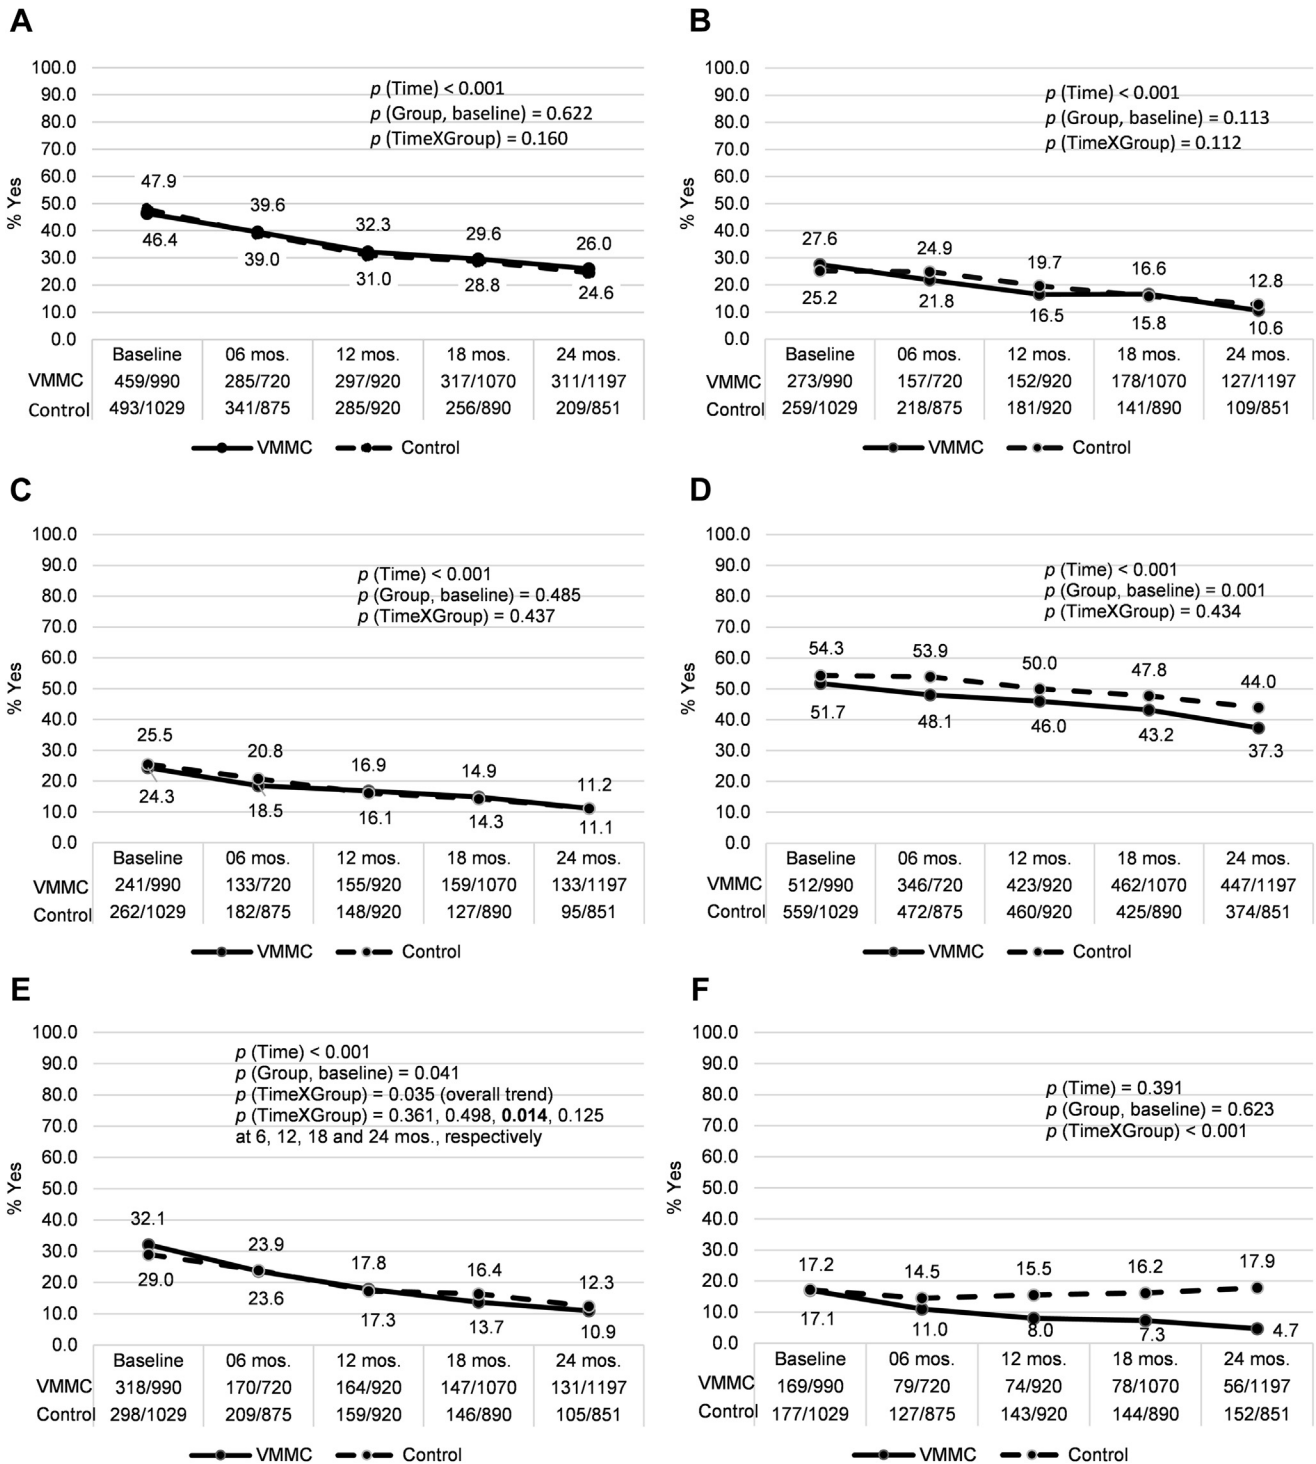 A
100.0
90.0
80.0
70.0
60.0
50.0
40.0
30.0
20.0
10.0
0.0
% Yes
p (Time) < 0.001
p (Group, baseline) = 0.622
p (TimeXGroup) = 0.160
47.9 39.6 32.3 29.6 26.0
46.4 39.0 31.0 28.8 24.6
Baseline 06 mos. 12 mos. 18 mos. 24 mos.
VMMC 459/990 285/720 297/920 317/1070 311/1197
Control 493/1029 341/875 285/920 256/890 209/851
VMMC Control
B
100.0
90.0
80.0
70.0
60.0
50.0
40.0
30.0
20.0
10.0
0.0
% Yes
p (Time) < 0.001
p (Group, baseline) = 0.113
p (TimeXGroup) = 0.112
27.6 24.9 19.7 16.6 12.8
25.2 21.8 16.5 15.8 10.6
Baseline 06 mos. 12 mos. 18 mos. 24 mos.
VMMC 273/990 157/720 152/920 178/1070 127/1197
Control 259/1029 218/875 181/920 141/890 109/851
VMMC Control
C
100.0
90.0
80.0
70.0
60.0
50.0
40.0
30.0
20.0
10.0
0.0
% Yes
p (Time) < 0.001
p (Group, baseline) = 0.485
p (TimeXGroup) = 0.437
25.5 20.8 16.9 14.9 11.2
24.3 18.5 16.1 14.3 11.1
Baseline 06 mos. 12 mos. 18 mos. 24 mos.
VMMC 241/990 133/720 155/920 159/1070 133/1197
Control 262/1029 182/875 148/920 127/890 95/851
VMMC Control
D
100.0
90.0
80.0
70.0
60.0
50.0
40.0
30.0
20.0
10.0
0.0
% Yes
p (Time) < 0.001
p (Group, baseline) = 0.001
p (TimeXGroup) = 0.434
54.3 53.9 50.0 47.8 44.0
51.7 48.1 46.0 43.2 37.3
Baseline 06 mos. 12 mos. 18 mos. 24 mos.
VMMC 512/990 346/720 423/920 462/1070 447/1197
Control 559/1029 472/875 460/920 425/890 374/851
VMMC Control
E
100.0
90.0
80.0
70.0
60.0
50.0
40.0
30.0
20.0
10.0
0.0
% Yes
p (Time) < 0.001
p (Group, baseline) = 0.041
p (TimeXGroup) = 0.035 (overall trend)
p (TimeXGroup) = 0.361, 0.498, 0.014, 0.125
at 6, 12, 18 and 24 mos., respectively
32.1 23.9 17.8 16.4 12.3
29.0 23.6 17.3 13.7 10.9
Baseline 06 mos. 12 mos. 18 mos. 24 mos.
VMMC 318/990 170/720 164/920 147/1070 131/1197
Control 298/1029 209/875 159/920 146/890 105/851
VMMC Control
F
100.0
90.0
80.0
70.0
60.0
50.0
40.0
30.0
20.0
10.0
0.0
% Yes
p (Time) = 0.391
p (Group, baseline) = 0.623
p (TimeXGroup) < 0.001
17.2 14.5 15.5 16.2 17.9
17.1 11.0 8.0 7.3 4.7
Baseline 06 mos. 12 mos. 18 mos. 24 mos.
VMMC 169/990 79/720 74/920 78/1070 56/1197
Control 177/1029 127/875 143/920 144/890 152/851
VMMC Control